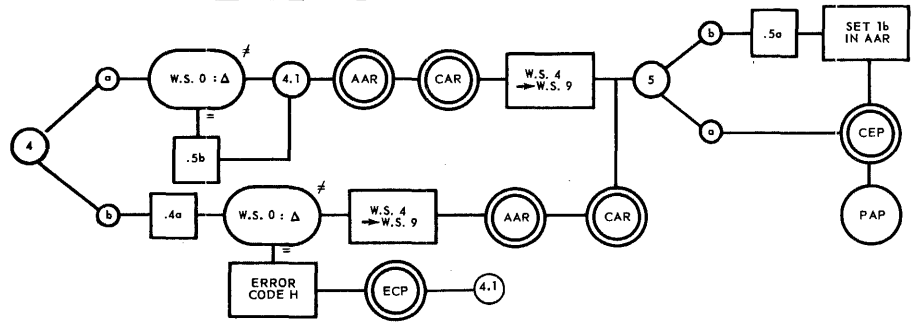 4
a
W.S. 0 : Δ
≠
=
.5b
4.1
AAR
CAR
W.S. 4
→W.S. 9
5
b
.5a
SET 1b
IN AAR
a
CEP
PAP
b
.4a
W.S. 0 : Δ
≠
=
W.S. 4
→W.S. 9
AAR
CAR
ERROR
CODE H
ECP
4.1